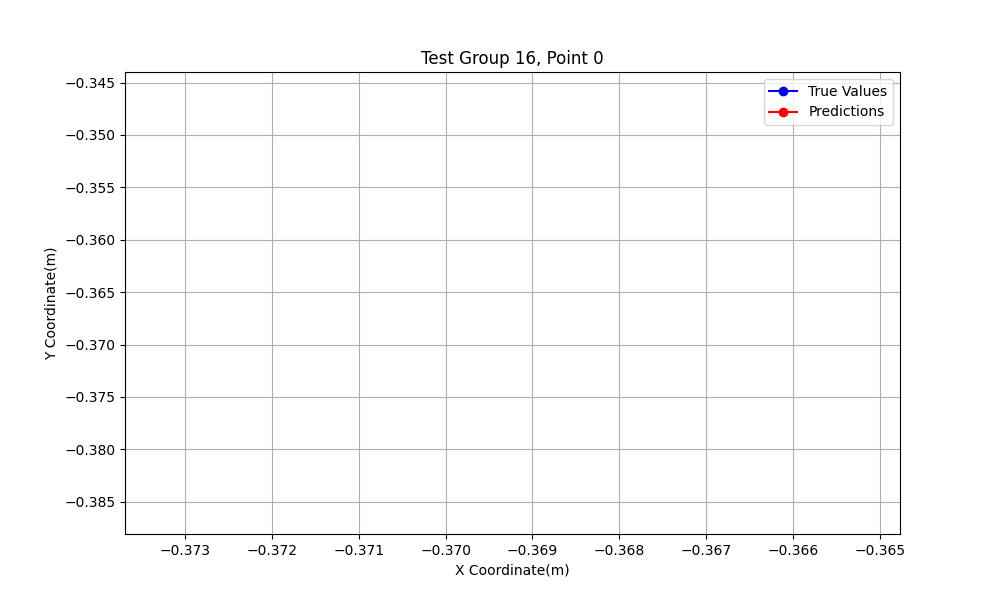 Test Group 16, Point 0
True Values
Predictions
−0.345
−0.350
−0.355
−0.360
−0.365
−0.370
−0.375
−0.380
−0.385
Y Coordinate(m)
−0.373 −0.372 −0.371 −0.370 −0.369 −0.368 −0.367 −0.366 −0.365
X Coordinate(m)